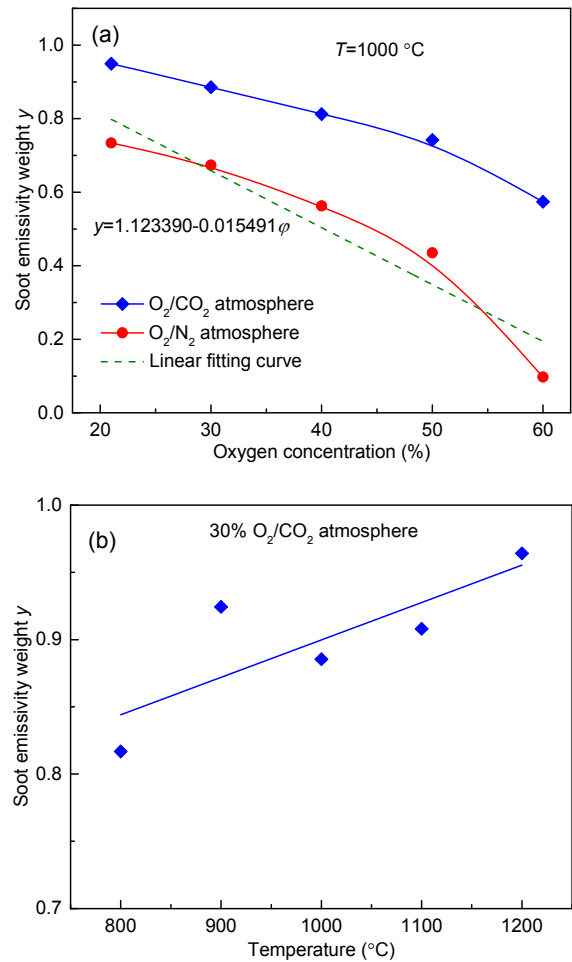 (a)
T=1000 °C
1.0
0.8
0.6
0.4
0.2
0.0
Soot emissivity weight y
y=1.123390-0.015491φ
O₂/CO₂ atmosphere
O₂/N₂ atmosphere
Linear fitting curve
20 30 40 50 60
Oxygen concentration (%)
(b)
30% O₂/CO₂ atmosphere
1.0
0.9
0.8
0.7
Soot emissivity weight y
800 900 1000 1100 1200
Temperature (°C)